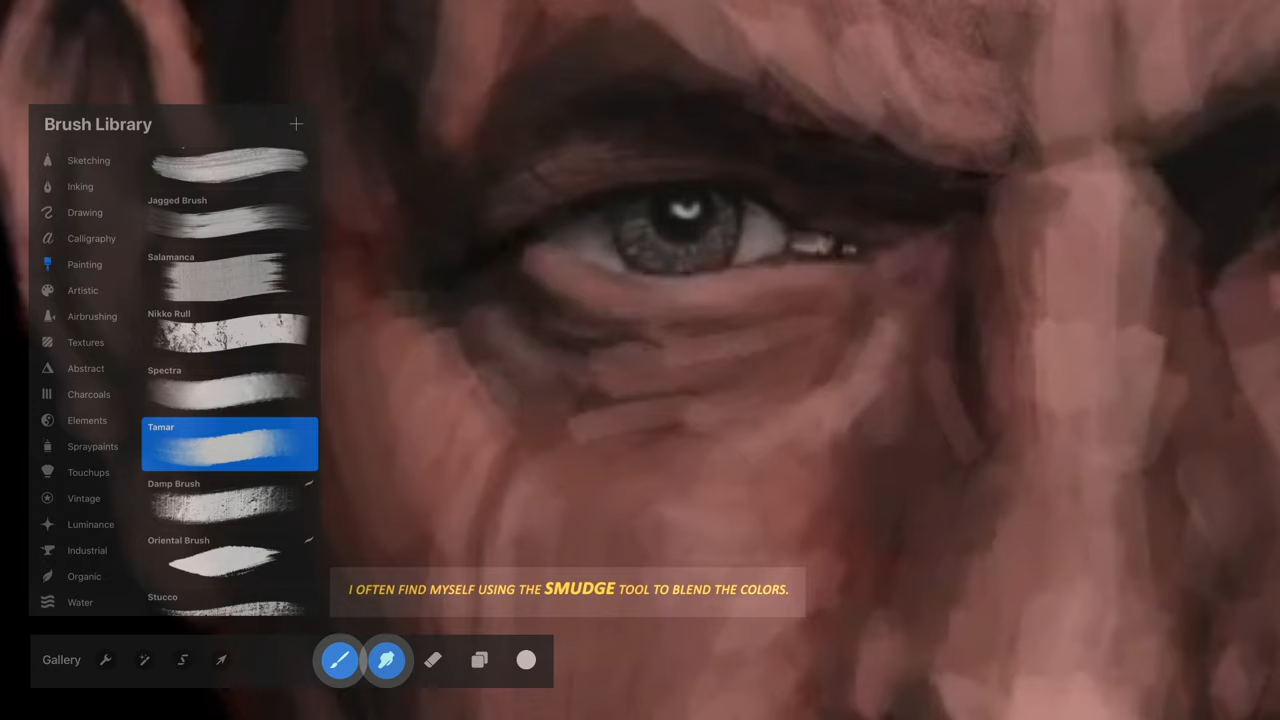 Brush Library
Sketching
Inking
Drawing
Calligraphy
Painting
Artistic
Airbrushing
Textures
Abstract
Charcoals
Elements
Spraypaints
Touchups
Vintage
Luminance
Industrial
Organic
Water
Jagged Brush
Salamanca
Nikko Rull
Spectra
Tamar
Damp Brush
Oriental Brush
Stucco
I OFTEN FIND MYSELF USING THE SMUDGE TOOL TO BLEND THE COLORS.
Gallery